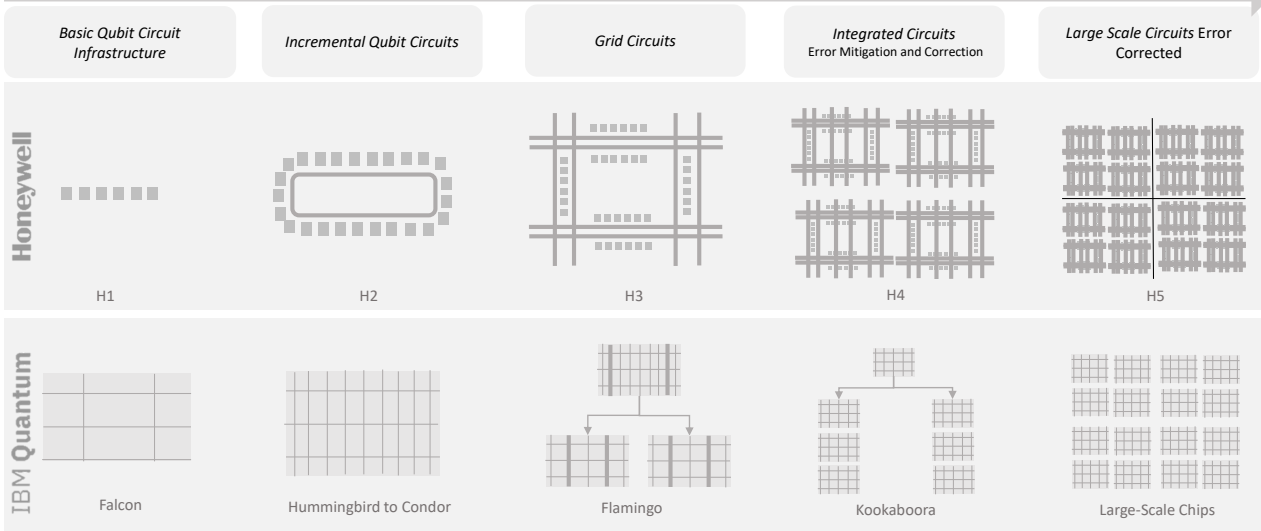 Basic Qubit Circuit
Infrastructure
Incremental Qubit Circuits
Grid Circuits
Integrated Circuits
Error Mitigation and Correction
Large Scale Circuits Error
Corrected
Honeywell
H1
H2
H3
H4
H5
IBM Quantum
Falcon
Hummingbird to Condor
Flamingo
Kookaboora
Large-Scale Chips